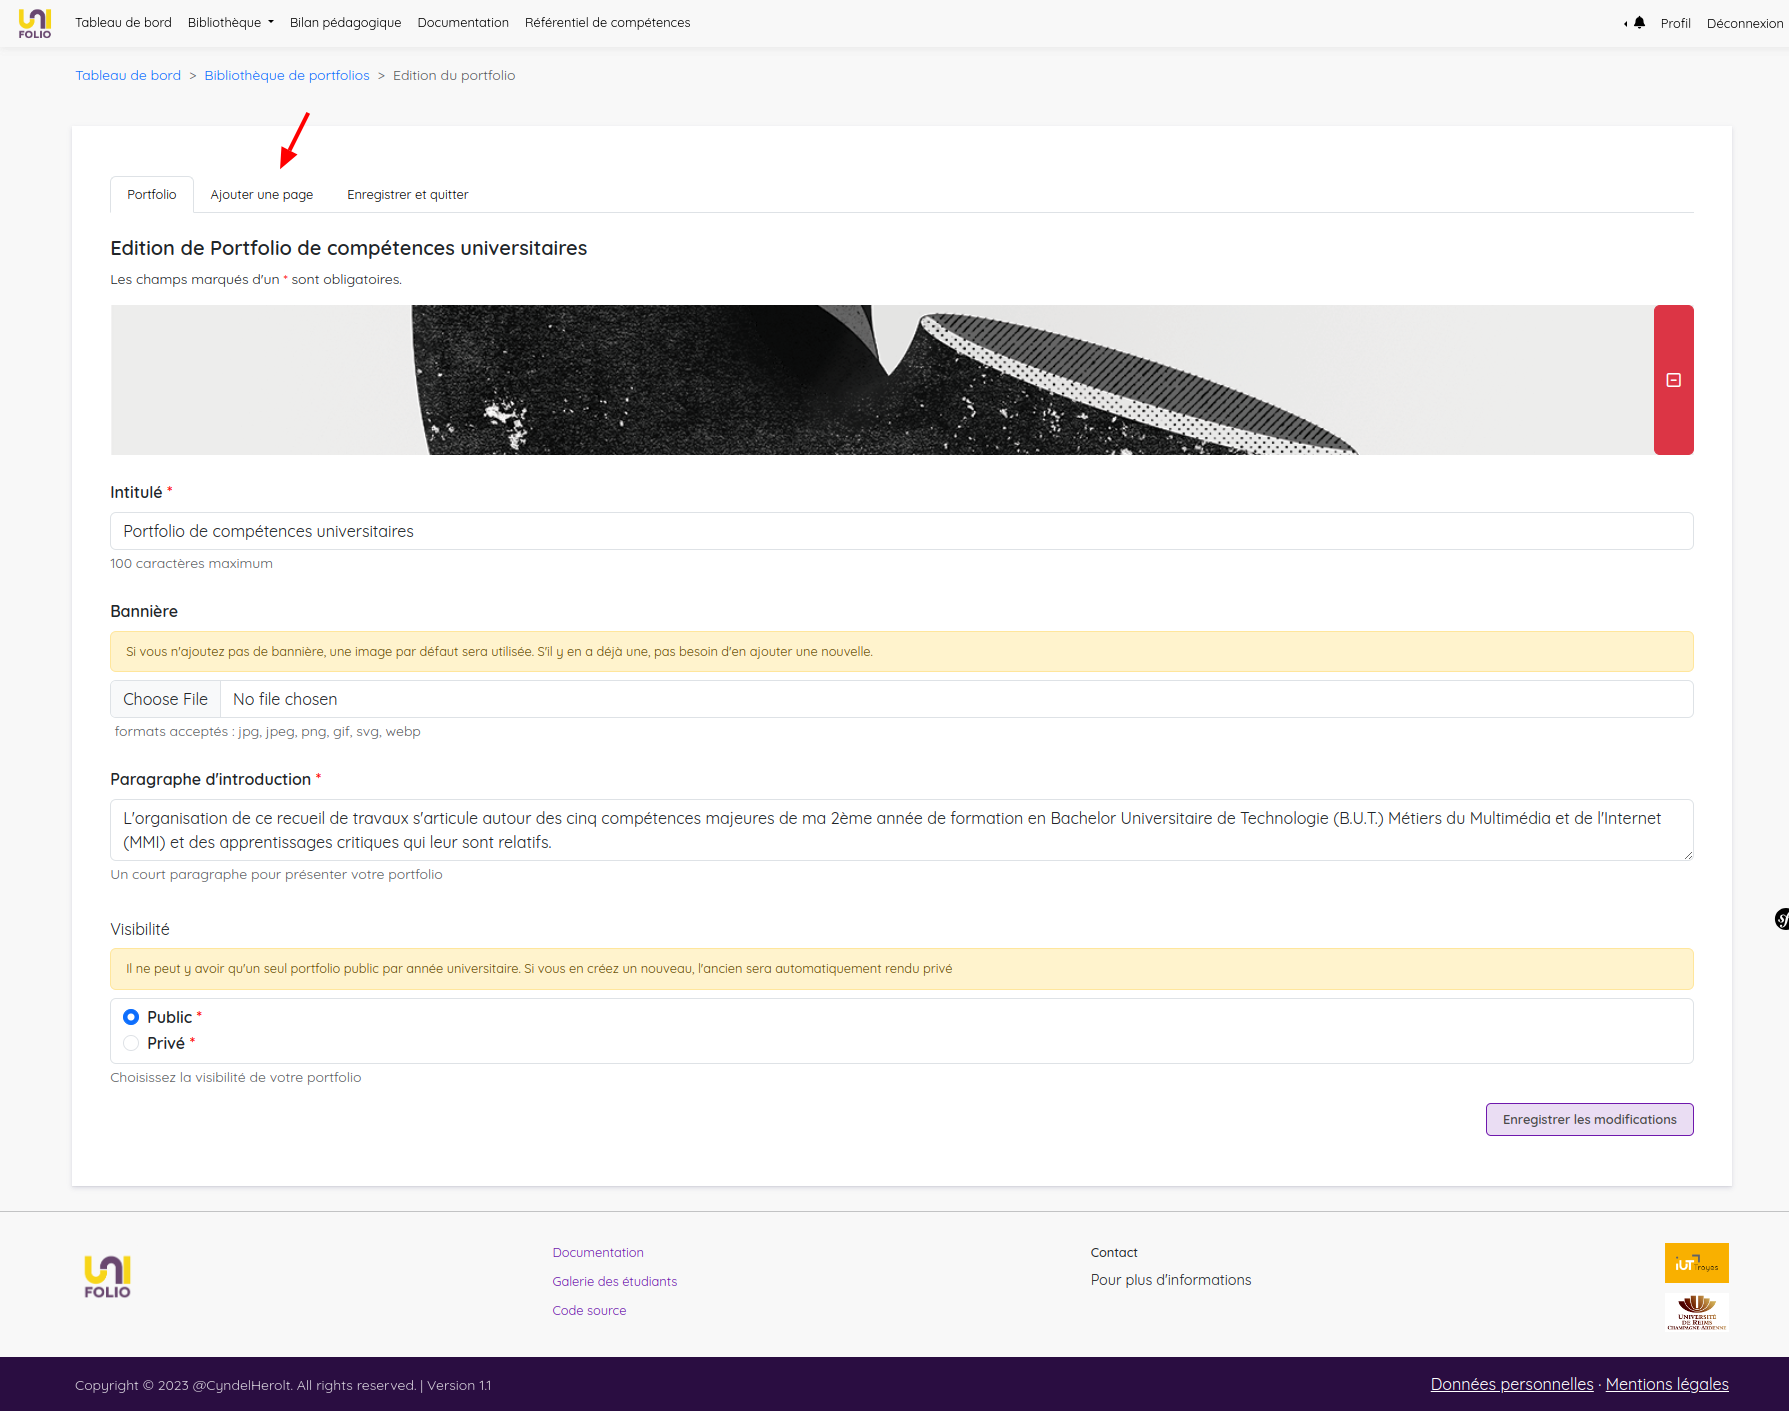 UNI
FOLIO
Tableau de bord
Bibliothèque
Bilan pédagogique
Documentation
Référentiel de compétences
Profil
Déconnexion
Tableau de bord > Bibliothèque de portfolios > Edition du portfolio
Portfolio
Ajouter une page
Enregistrer et quitter
Edition de Portfolio de compétences universitaires
Les champs marqués d'un * sont obligatoires.
Intitulé *
Portfolio de compétences universitaires
100 caractères maximum
Bannière
Si vous n'ajoutez pas de bannière, une image par défaut sera utilisée. S'il y en a déjà une, pas besoin d'en ajouter une nouvelle.
Choose File No file chosen
formats acceptés : jpg, jpeg, png, gif, svg, webp
Paragraphe d'introduction *
L'organisation de ce recueil de travaux s'articule autour des cinq compétences majeures de ma 2ème année de formation en Bachelor Universitaire de Technologie (B.U.T.) Métiers du Multimédia et de l'Internet
(MMI) et des apprentissages critiques qui leur sont relatifs.
Un court paragraphe pour présenter votre portfolio
Visibilité
Il ne peut y avoir qu'un seul portfolio public par année universitaire. Si vous en créez un nouveau, l'ancien sera automatiquement rendu privé
Public *
Privé *
Choisissez la visibilité de votre portfolio
Enregistrer les modifications
sf
UNI
FOLIO
Documentation
Galerie des étudiants
Code source
Contact
Pour plus d'informations
iUT Troyes
UNIVERSITÉ
DE REIMS
CHAMPAGNE-ARDENNE
Copyright © 2023 @CyndelHerolt. All rights reserved. | Version 1.1
Données personnelles · Mentions légales